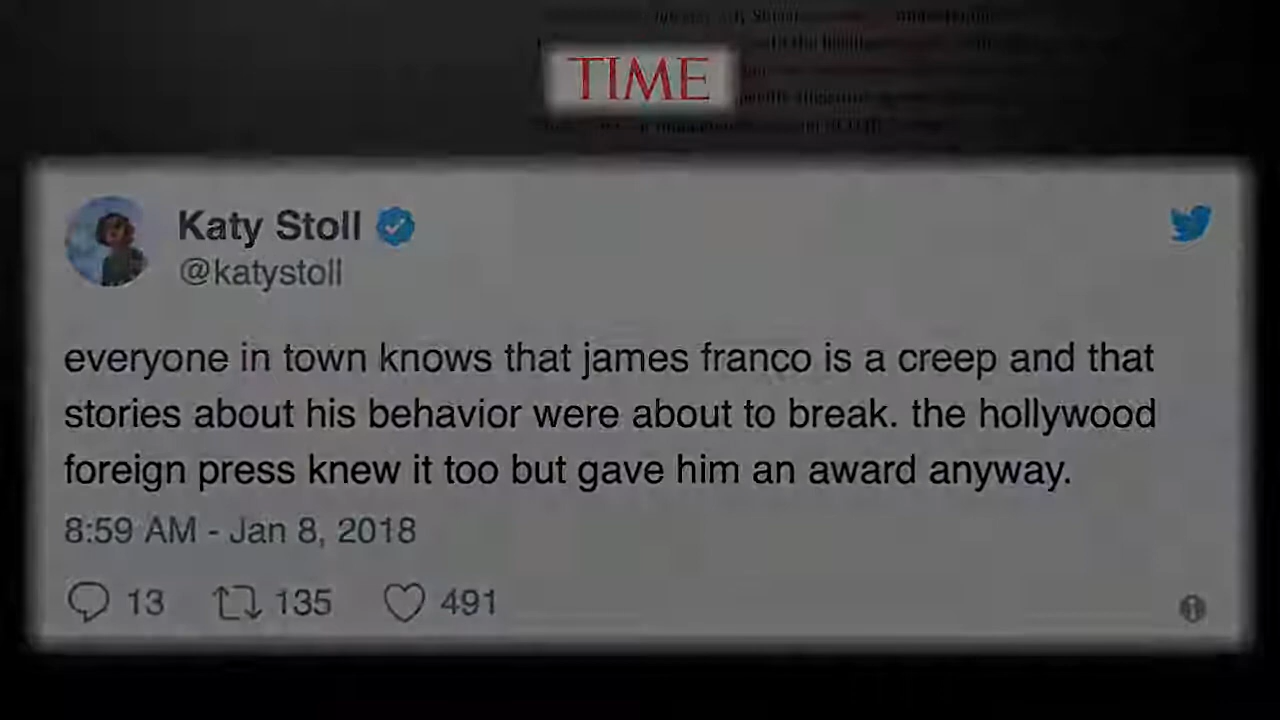 TIME
Katy Stoll
@katystoll
everyone in town knows that james franco is a creep and that
stories about his behavior were about to break. the hollywood
foreign press knew it too but gave him an award anyway.
8:59 AM - Jan 8, 2018
13 135 491